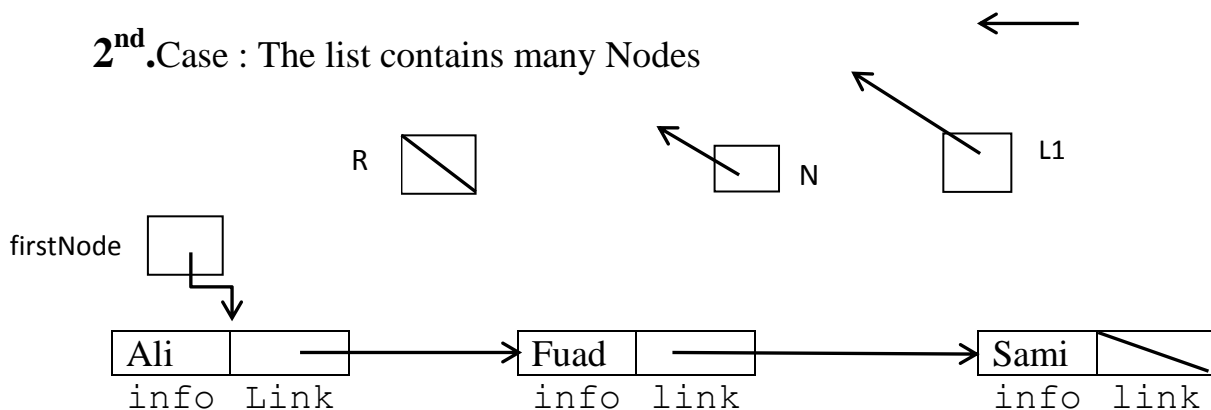 2nd.Case : The list contains many Nodes
R N L1
firstNode
Ali Fuad Sami
info Link info link info link